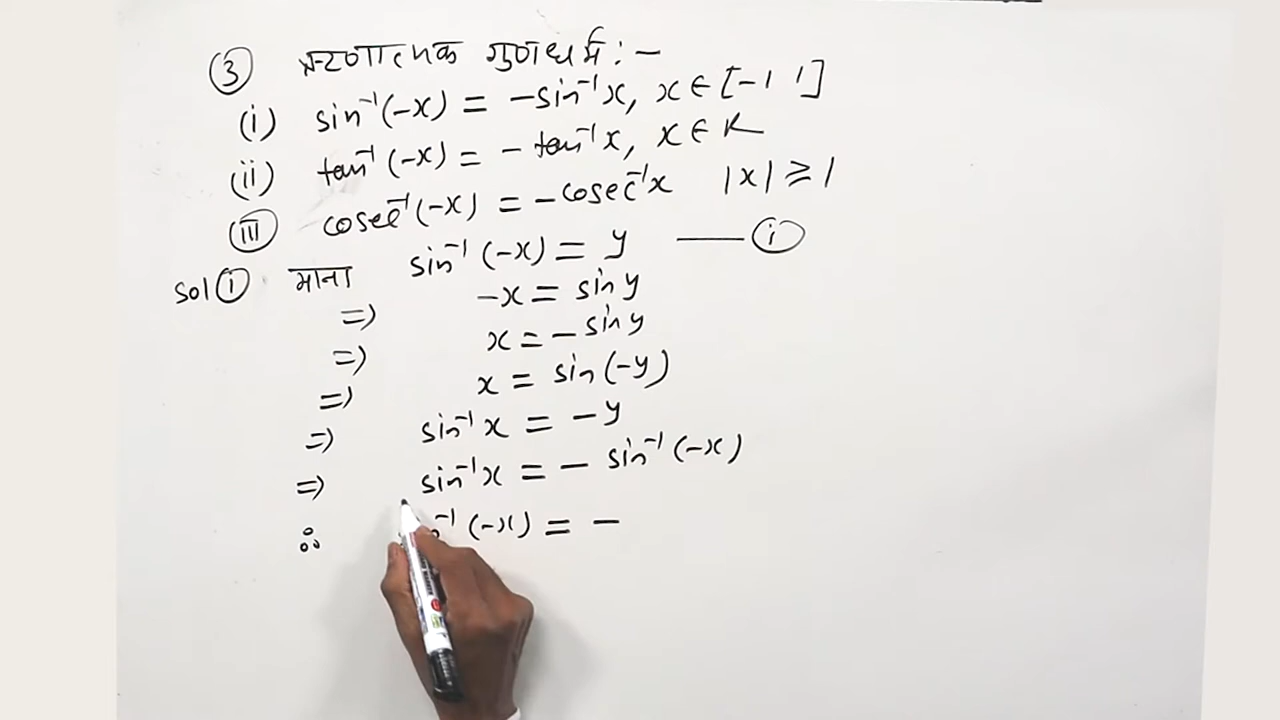 ③ ऋणात्मक गुणधर्म : –
(i) sin⁻¹(-x) = -sin⁻¹x, x ∈ [-1 1]
(ii) tan⁻¹(-x) = - tan⁻¹x, x ∈ R
(iii) cosec⁻¹(-x) = -cosec⁻¹x |x| ≥ 1
sol ① माना sin⁻¹(-x) = y —— ⓘ
⇒ -x = sin y
⇒ x = - sin y
⇒ x = sin(-y)
⇒ sin⁻¹x = - y
⇒ sin⁻¹x = - sin⁻¹(-x)
∴ ⁻¹(-x) = -